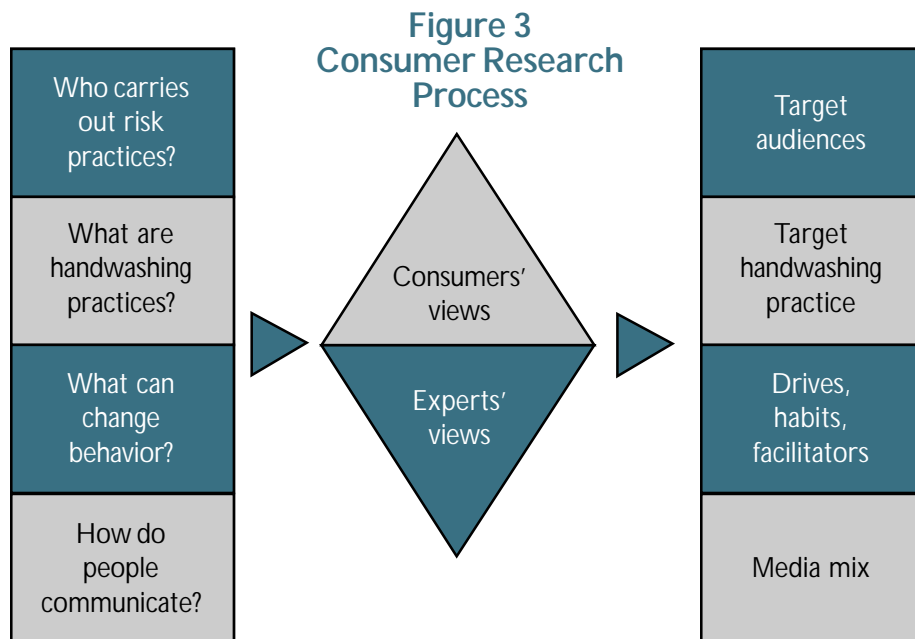 Figure 3
Consumer Research
Process
Who carries
out risk
practices?
What are
handwashing
practices?
What can
change
behavior?
How do
people
communicate?
Consumers'
views
Experts'
views
Target
audiences
Target
handwashing
practice
Drives,
habits,
facilitators
Media mix